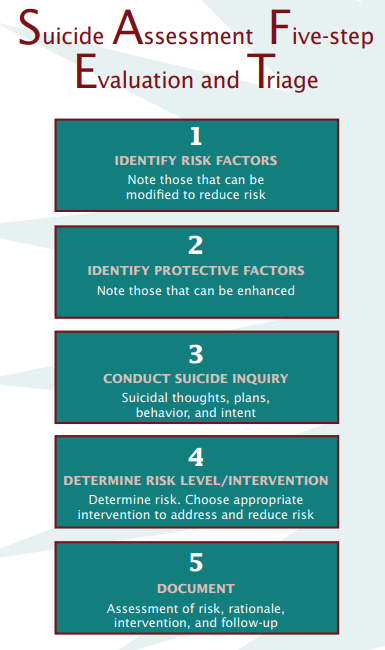 Suicide Assessment Five-step
Evaluation and Triage
1
IDENTIFY RISK FACTORS
Note those that can be
modified to reduce risk
2
IDENTIFY PROTECTIVE FACTORS
Note those that can be enhanced
3
CONDUCT SUICIDE INQUIRY
Suicidal thoughts, plans,
behavior, and intent
4
DETERMINE RISK LEVEL/INTERVENTION
Determine risk. Choose appropriate
intervention to address and reduce risk
5
DOCUMENT
Assessment of risk, rationale,
intervention, and follow-up